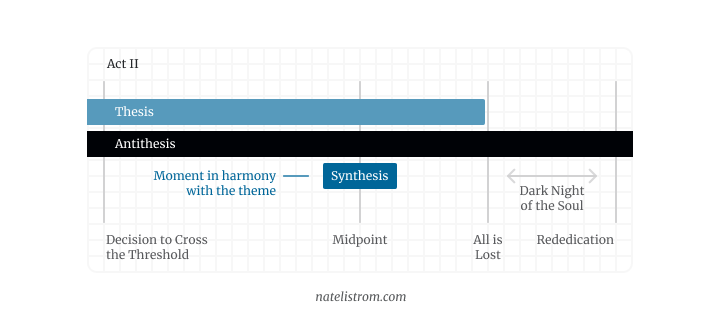 Act II
Thesis
Antithesis
Moment in harmony
with the theme
Synthesis
Dark Night
of the Soul
Decision to Cross
the Threshold
Midpoint
All is
Lost
Rededication
natelistrom.com